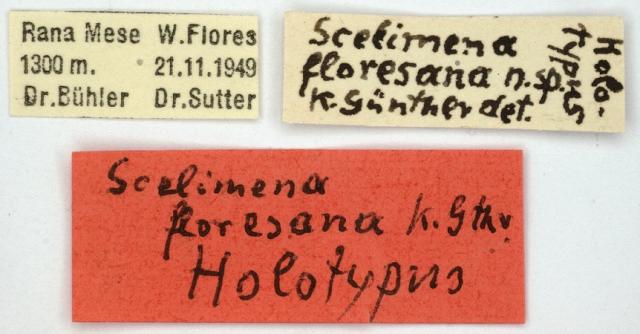 Rana Mese W.Flores
1300 m. 21.11.1949
Dr.Bühler Dr.Sutter
Scelimena
floresana n.sp.
K.Günther det.
Holo-
typus
Scelimena
floresana K.Gthr
Holotypus